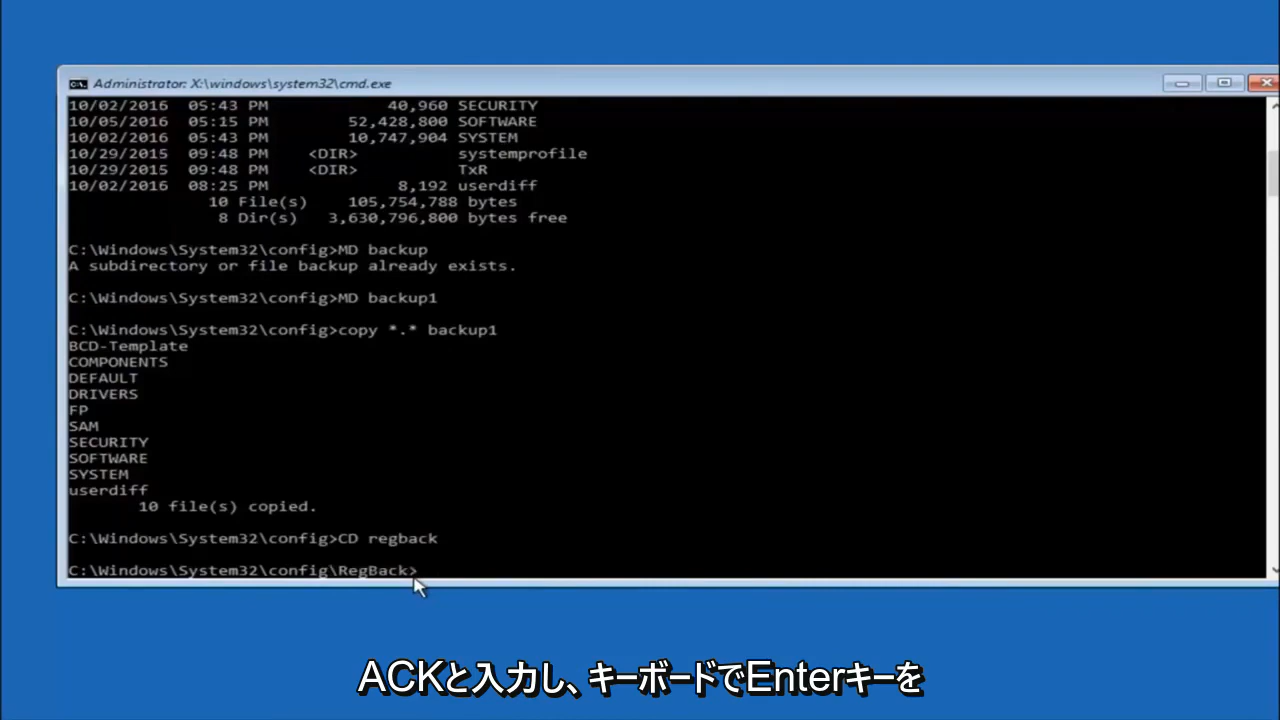 Administrator: X:\windows\system32\cmd.exe
10/02/2016  05:43 PM            40,960 SECURITY
10/05/2016  05:15 PM        52,428,800 SOFTWARE
10/02/2016  05:43 PM        10,747,904 SYSTEM
10/29/2015  09:48 PM    <DIR>          systemprofile
10/29/2015  09:48 PM    <DIR>          TxR
10/02/2016  08:25 PM             8,192 userdiff
              10 File(s)    105,754,788 bytes
               8 Dir(s)   3,630,796,800 bytes free
C:\Windows\System32\config>MD backup
A subdirectory or file backup already exists.
C:\Windows\System32\config>MD backup1
C:\Windows\System32\config>copy *.* backup1
BCD-Template
COMPONENTS
DEFAULT
DRIVERS
FP
SAM
SECURITY
SOFTWARE
SYSTEM
userdiff
       10 file(s) copied.
C:\Windows\System32\config>CD regback
C:\Windows\System32\config\RegBack>
ACKと入力し、キーボードでEnterキーを